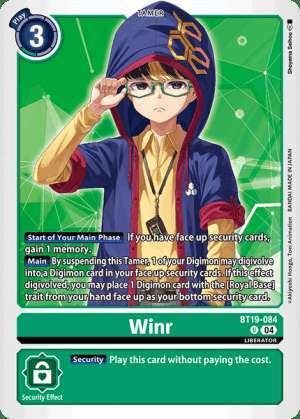 Play
3
TAMER
Start of Your Main Phase If you have face up security cards,
gain 1 memory.
Main By suspending this Tamer, 1 of your Digimon may digivolve
into a Digimon card in your face up security cards. If this effect
digivolved, you may place 1 Digimon card with the [Royal Base]
trait from your hand face up as your bottom security card.
Winr
BT19-084
U 04
LIBERATOR
Security Effect
Security Play this card without paying the cost.
©Akiyoshi Hongo, Toei Animation BANDAI MADE IN JAPAN